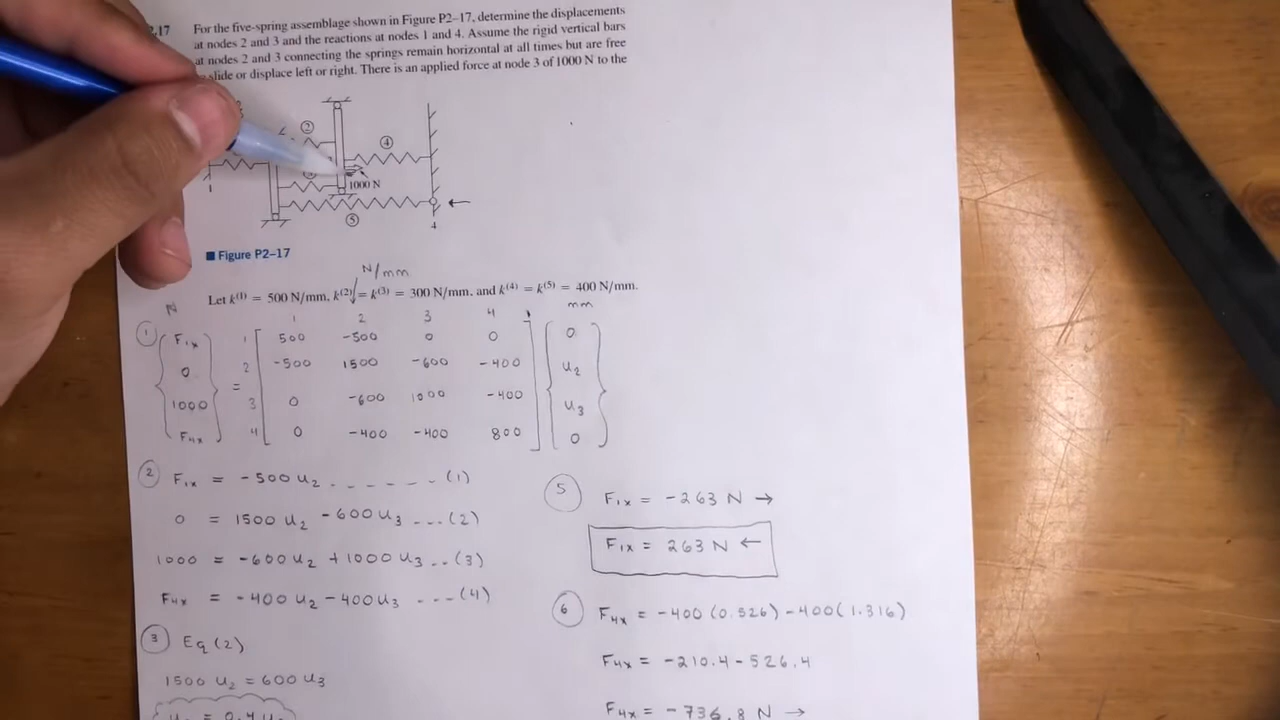 .17 For the five-spring assemblage shown in Figure P2–17, determine the displacements
at nodes 2 and 3 and the reactions at nodes 1 and 4. Assume the rigid vertical bars
at nodes 2 and 3 connecting the springs remain horizontal at all times but are free
slide or displace left or right. There is an applied force at node 3 of 1000 N to the
②
④
1000 N
1
⑤
4
■ Figure P2–17
N/mm
Let k(1) = 500 N/mm, k(2) = k(3) = 300 N/mm, and k(4) = k(5) = 400 N/mm.
N
mm
1 2 3 4
① { F1x 1 [ 500 -500 0 0 ] { 0
0 2 -500 1500 -600 -400 u2
=
1000 3 0 -600 1000 -400 u3
F4x } 4 0 -400 -400 800 0 }
② F1x = -500 u2 ------ (1)
0 = 1500 u2 -600 u3 ---(2)
1000 = -600 u2 + 1000 u3 --(3)
F4x = -400 u2 -400 u3 ---(4)
③ Eq (2)
1500 u2 = 600 u3
u2 = 0.4 u3
⑤ F1x = -263 N →
F1x = 263 N ←
⑥ F4x = -400 (0.526) -400 (1.316)
F4x = -210.4 - 526.4
F4x = -736.8 N →